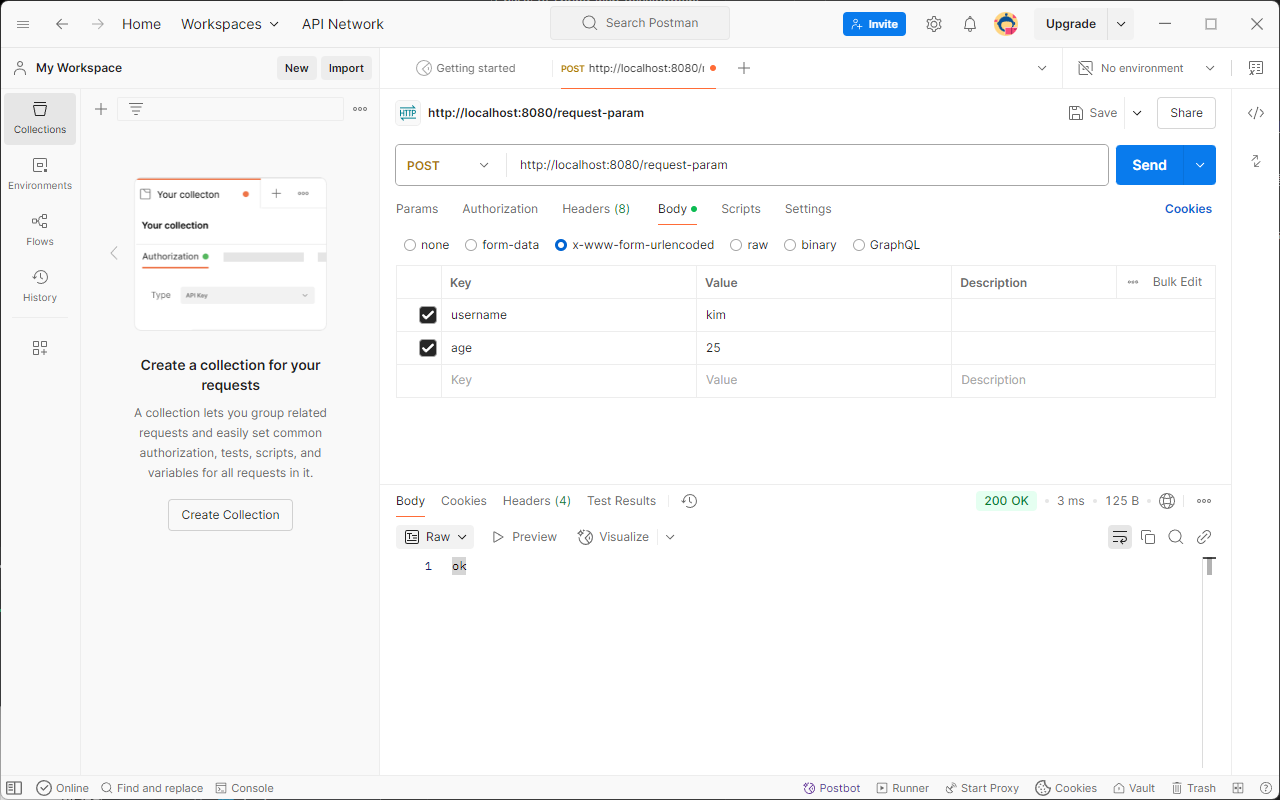 Home Workspaces API Network Search Postman Invite Upgrade
My Workspace New Import Getting started POST http://localhost:8080/r No environment
Collections
Environments
Flows
History
Your collecton
Your collection
Authorization
Type API Key
Create a collection for your
requests
A collection lets you group related
requests and easily set common
authorization, tests, scripts, and
variables for all requests in it.
Create Collection
HTTP http://localhost:8080/request-param Save Share
POST http://localhost:8080/request-param Send
Params Authorization Headers (8) Body Scripts Settings Cookies
none form-data x-www-form-urlencoded raw binary GraphQL
Key Value Description Bulk Edit
username kim
age 25
Key Value Description
Body Cookies Headers (4) Test Results 200 OK 3 ms 125 B
Raw Preview Visualize
1 ok
Online Find and replace Console Postbot Runner Start Proxy Cookies Vault Trash